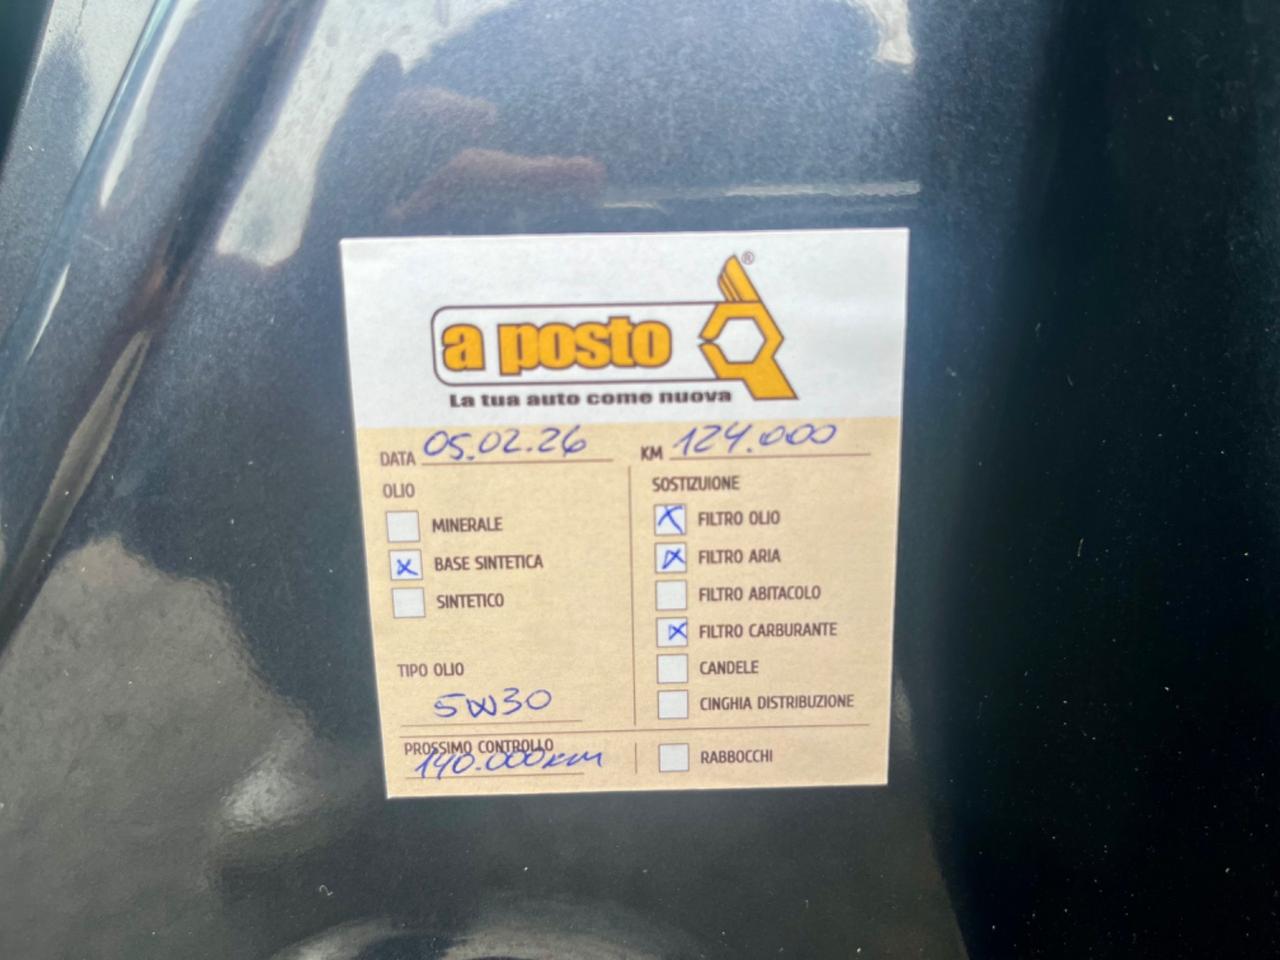 ®
a posto
La tua auto come nuova
DATA 05.02.26
KM 124.000
OLIO
MINERALE
BASE SINTETICA
SINTETICO
TIPO OLIO
5W30
PROSSIMO CONTROLLO
140.000KM
SOSTIZUIONE
FILTRO OLIO
FILTRO ARIA
FILTRO ABITACOLO
FILTRO CARBURANTE
CANDELE
CINGHIA DISTRIBUZIONE
RABBOCCHI